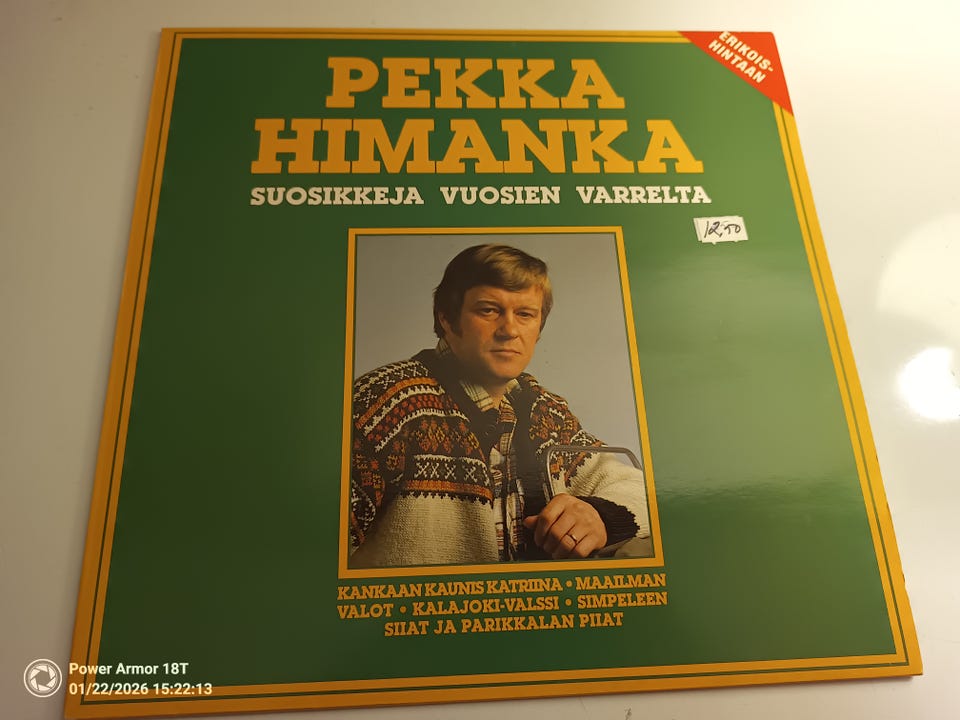 ERIKOIS-
HINTAAN
PEKKA
HIMANKA
SUOSIKKEJA VUOSIEN VARRELTA
12,50
KANKAAN KAUNIS KATRIINA • MAAILMAN
VALOT • KALAJOKI-VALSSI • SIMPELEEN
SIIAT JA PARIKKALAN PIIAT
Power Armor 18T
01/22/2026 15:22:13